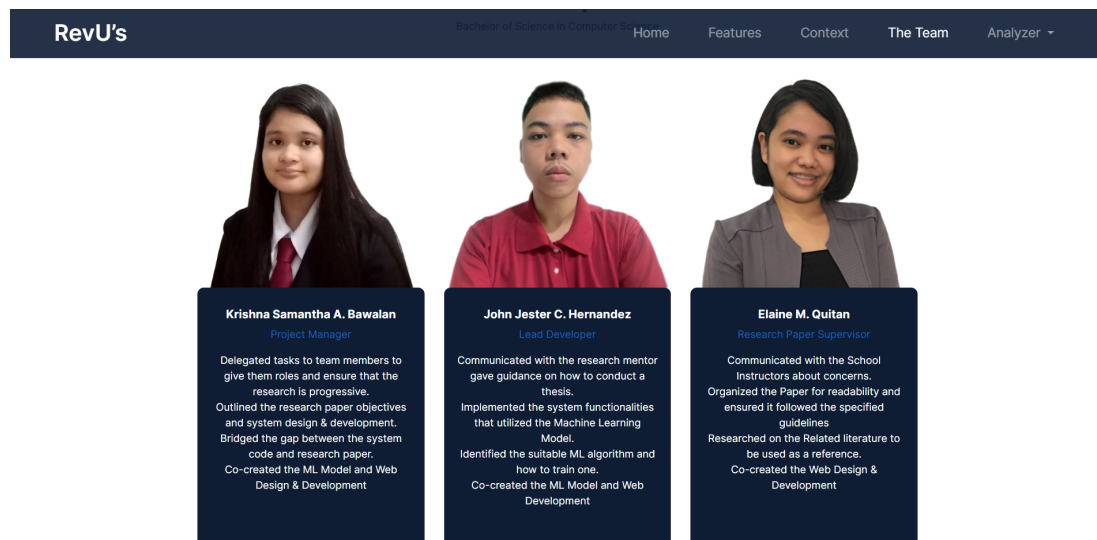 RevU's
Bachelor of Science in Computer Science
Home
Features
Context
The Team
Analyzer
Krishna Samantha A. Bawalan
Project Manager
Delegated tasks to team members to
give them roles and ensure that the
research is progressive.
Outlined the research paper objectives
and system design & development.
Bridged the gap between the system
code and research paper.
Co-created the ML Model and Web
Design & Development
John Jester C. Hernandez
Lead Developer
Communicated with the research mentor
gave guidance on how to conduct a
thesis.
Implemented the system functionalities
that utilized the Machine Learning
Model.
Identified the suitable ML algorithm and
how to train one.
Co-created the ML Model and Web
Development
Elaine M. Quitan
Research Paper Supervisor
Communicated with the School
Instructors about concerns.
Organized the Paper for readability and
ensured it followed the specified
guidelines
Researched on the Related literature to
be used as a reference.
Co-created the Web Design &
Development